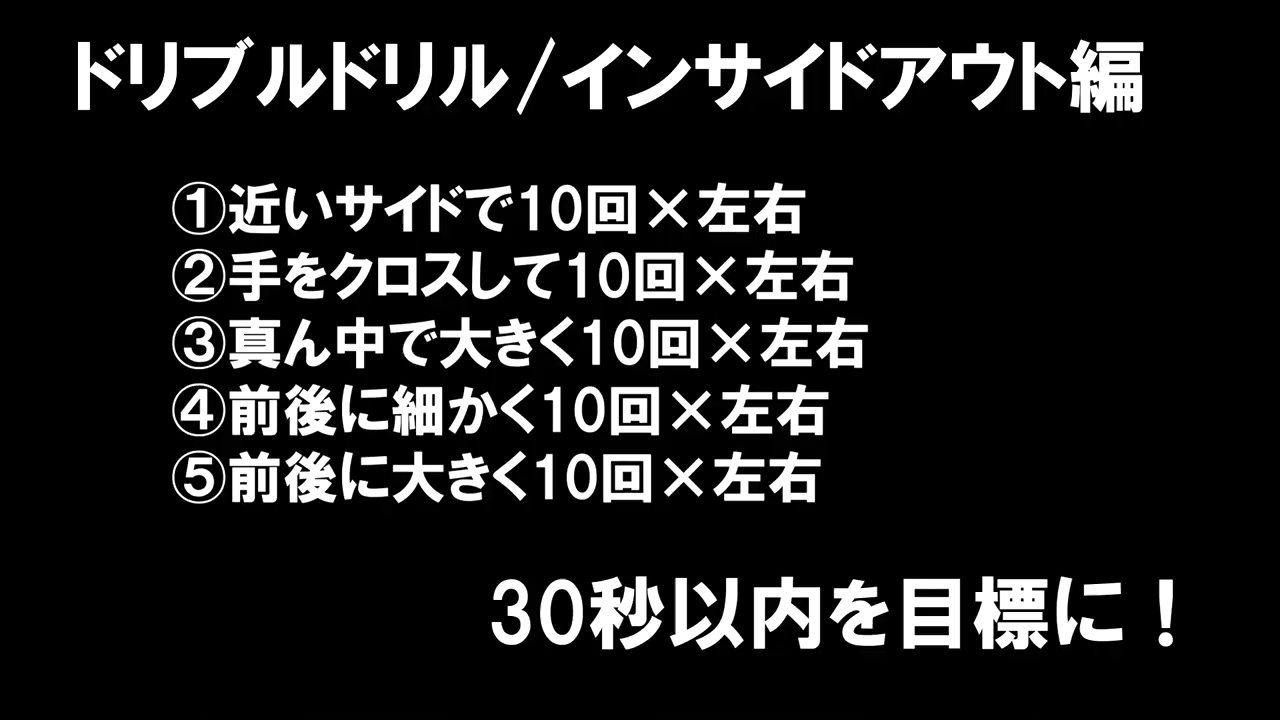 ドリブルドリル/インサイドアウト編
①近いサイドで10回×左右
②手をクロスして10回×左右
③真ん中で大きく10回×左右
④前後に細かく10回×左右
⑤前後に大きく10回×左右
30秒以内を目標に！